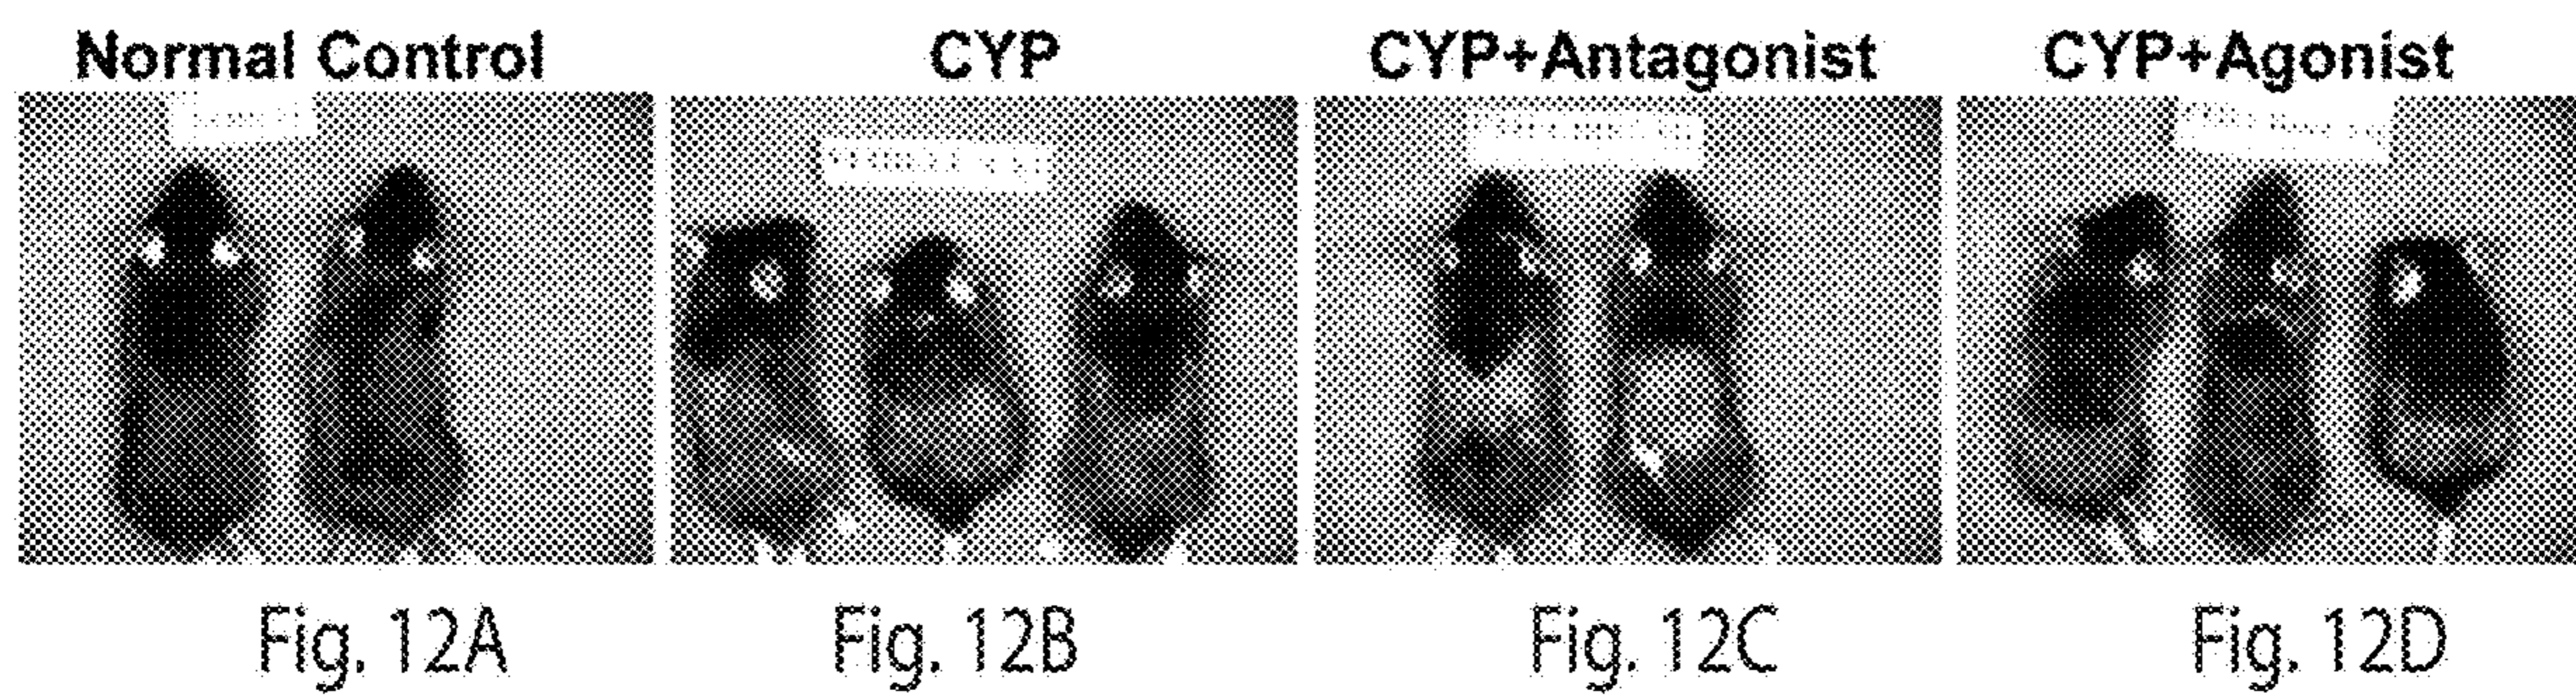 Normal Control
CYP
CYP+Antagonist
CYP+Agonist
Fig. 12A
Fig. 12B
Fig. 12C
Fig. 12D